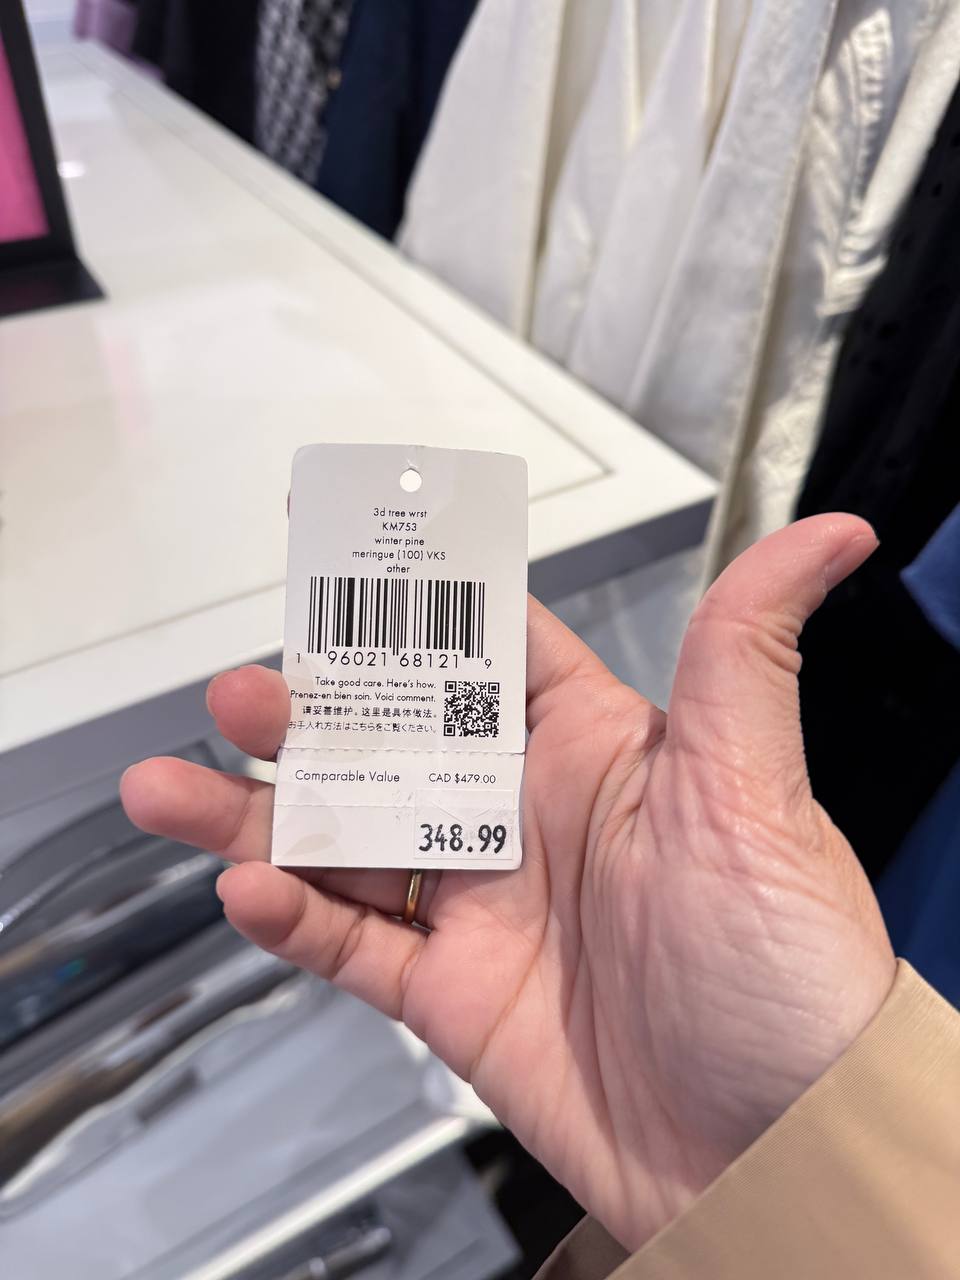 3d tree wrst
KM753
winter pine
meringue (100) VKS
other
1 96021 68121 9
Take good care. Here's how.
Prenez-en bien soin. Voici comment.
请妥善维护。这里是具体做法。
お手入れ方法はこちらをご覧ください。
Comparable Value CAD $479.00
348.99